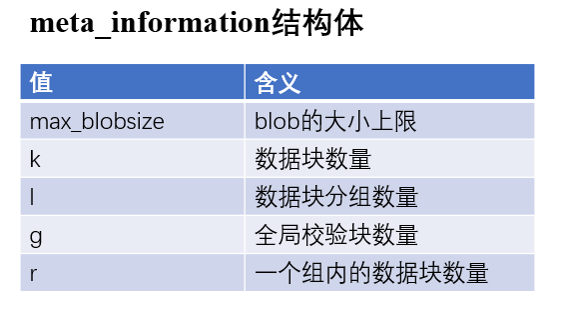 meta_information结构体
值 含义
max_blobsize blob的大小上限
k 数据块数量
l 数据块分组数量
g 全局校验块数量
r 一个组内的数据块数量